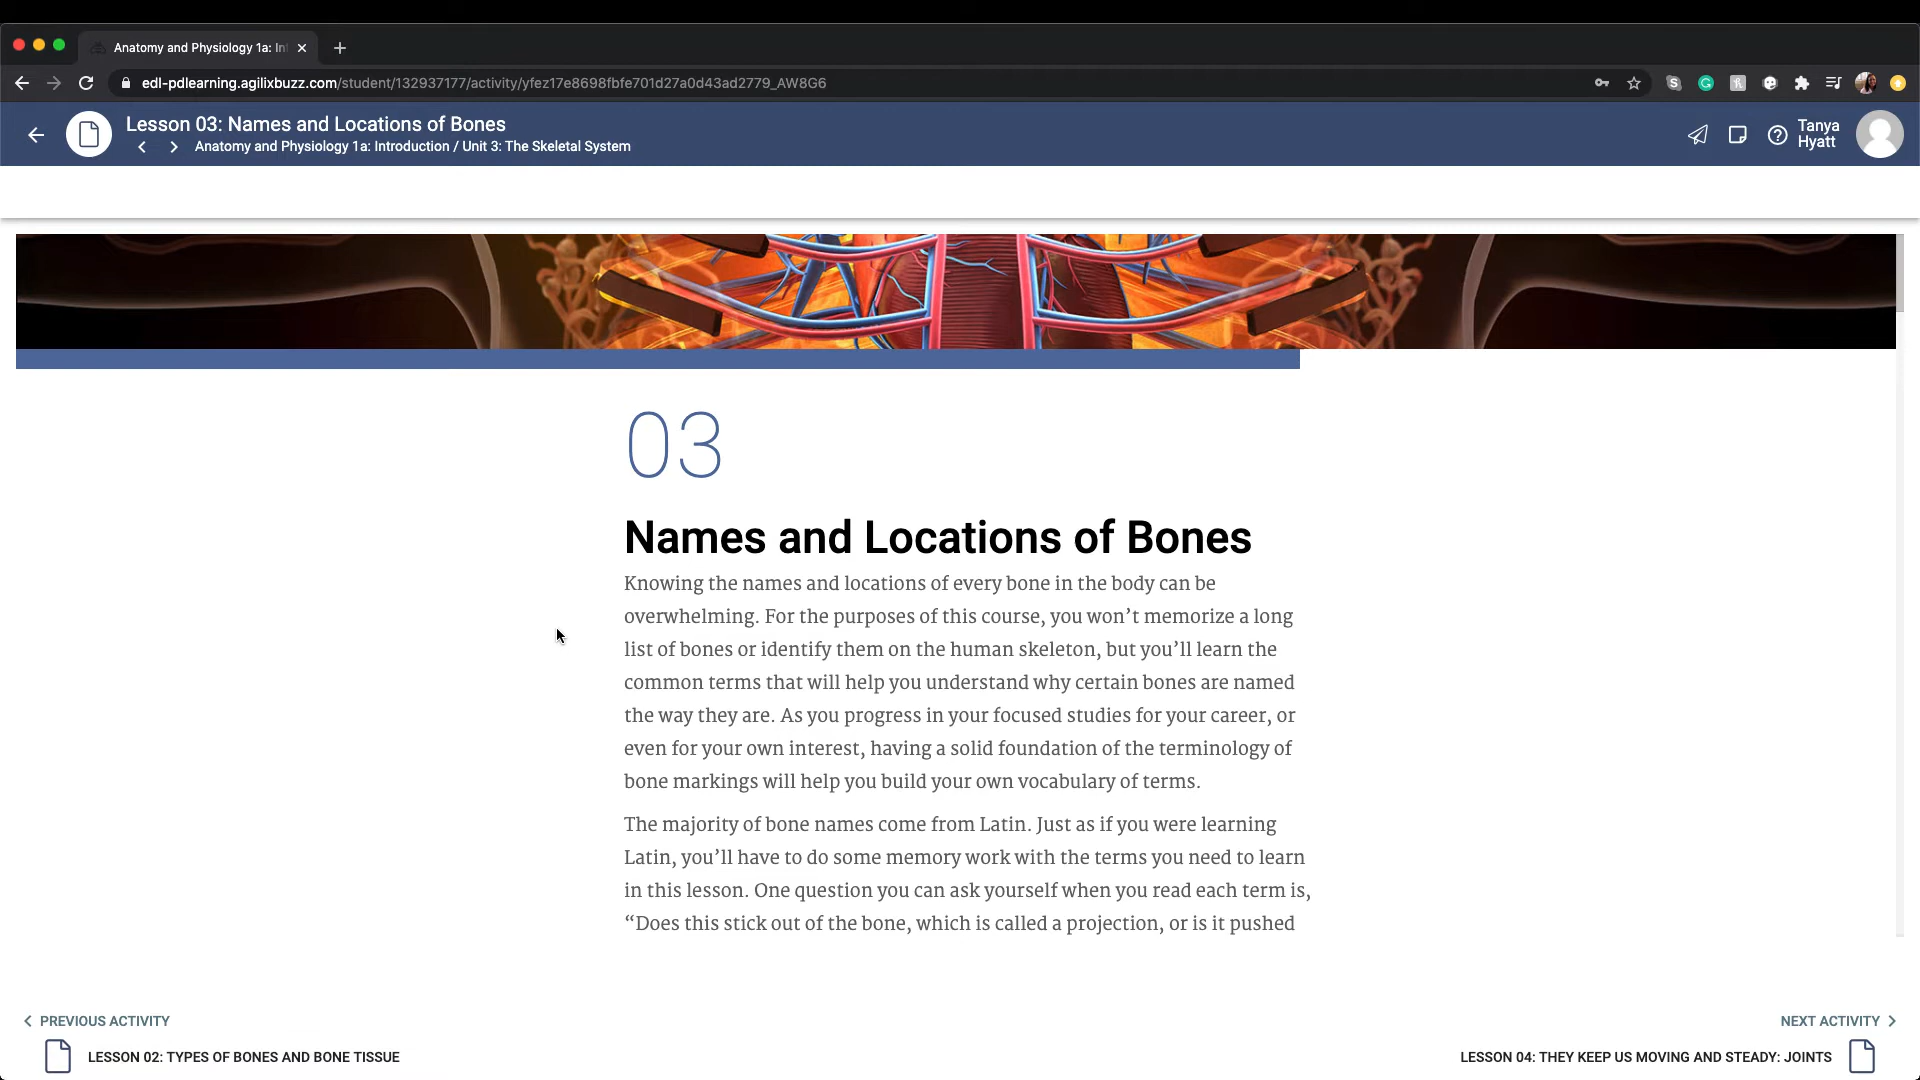 Anatomy and Physiology 1a: In
edl-pdlearning.agilixbuzz.com/student/132937177/activity/yfez17e8698fbfe701d27a0d43ad2779_AW8G6
Lesson 03: Names and Locations of Bones
Anatomy and Physiology 1a: Introduction / Unit 3: The Skeletal System
Tanya
Hyatt
03
Names and Locations of Bones
Knowing the names and locations of every bone in the body can be
overwhelming. For the purposes of this course, you won’t memorize a long
list of bones or identify them on the human skeleton, but you’ll learn the
common terms that will help you understand why certain bones are named
the way they are. As you progress in your focused studies for your career, or
even for your own interest, having a solid foundation of the terminology of
bone markings will help you build your own vocabulary of terms.
The majority of bone names come from Latin. Just as if you were learning
Latin, you’ll have to do some memory work with the terms you need to learn
in this lesson. One question you can ask yourself when you read each term is,
“Does this stick out of the bone, which is called a projection, or is it pushed
PREVIOUS ACTIVITY
NEXT ACTIVITY
LESSON 02: TYPES OF BONES AND BONE TISSUE
LESSON 04: THEY KEEP US MOVING AND STEADY: JOINTS